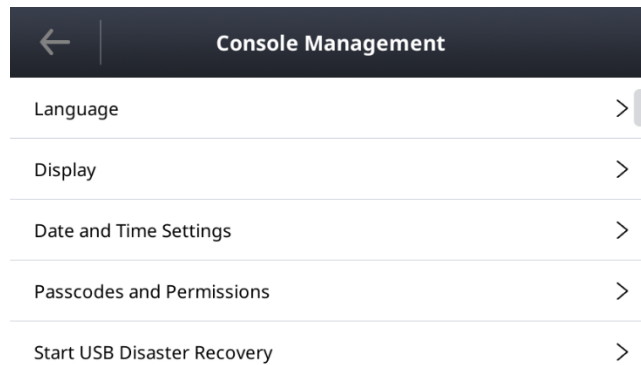 Console Management
Language
Display
Date and Time Settings
Passcodes and Permissions
Start USB Disaster Recovery